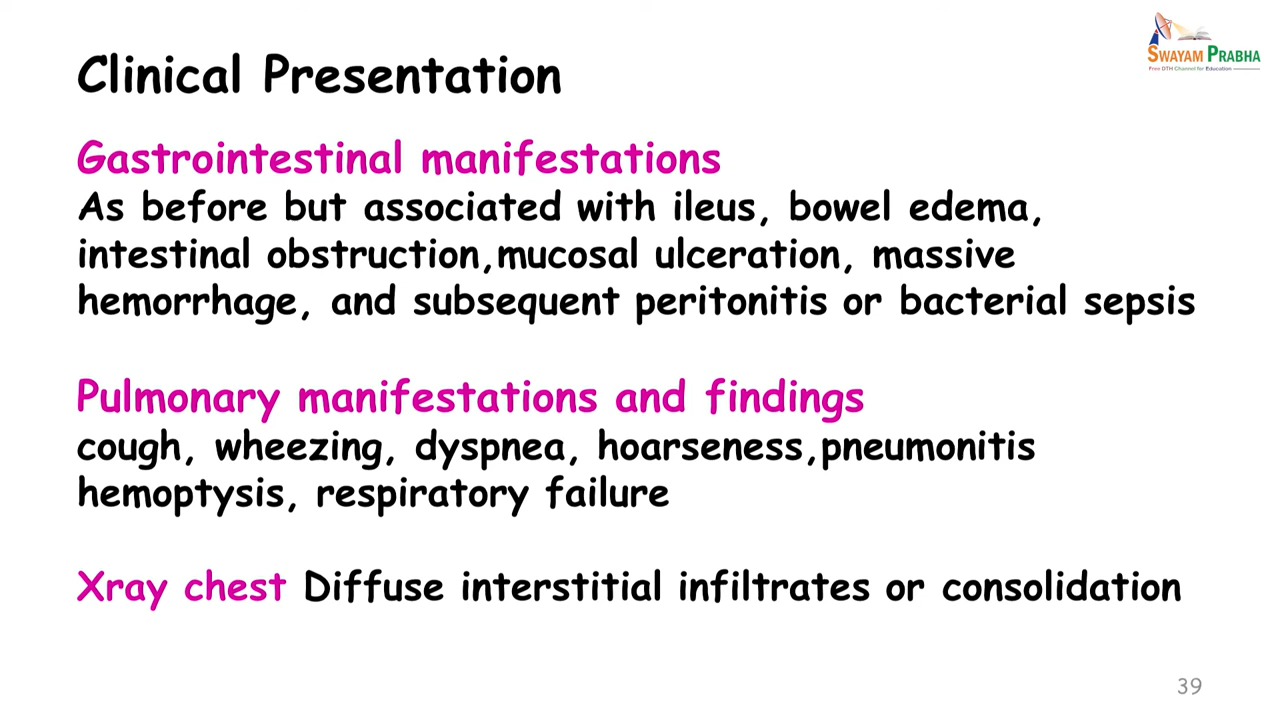 SWAYAM PRABHA
Free DTH Channel for Education
Clinical Presentation
Gastrointestinal manifestations
As before but associated with ileus, bowel edema,
intestinal obstruction,mucosal ulceration, massive
hemorrhage, and subsequent peritonitis or bacterial sepsis
Pulmonary manifestations and findings
cough, wheezing, dyspnea, hoarseness,pneumonitis
hemoptysis, respiratory failure
Xray chest Diffuse interstitial infiltrates or consolidation
39